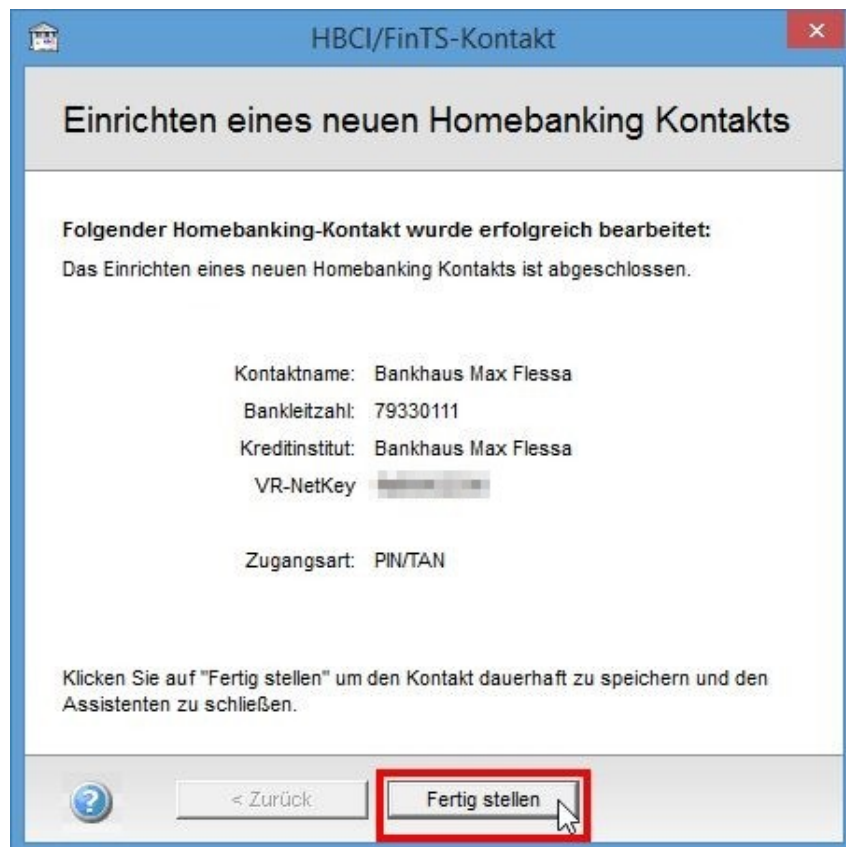 HBCI/FinTS-Kontakt
Einrichten eines neuen Homebanking Kontakts
Folgender Homebanking-Kontakt wurde erfolgreich bearbeitet:
Das Einrichten eines neuen Homebanking Kontakts ist abgeschlossen.
Kontaktname: Bankhaus Max Flessa
Bankleitzahl: 79330111
Kreditinstitut: Bankhaus Max Flessa
VR-NetKey
Zugangsart: PIN/TAN
Klicken Sie auf "Fertig stellen" um den Kontakt dauerhaft zu speichern und den
Assistenten zu schließen.
< Zurück
Fertig stellen